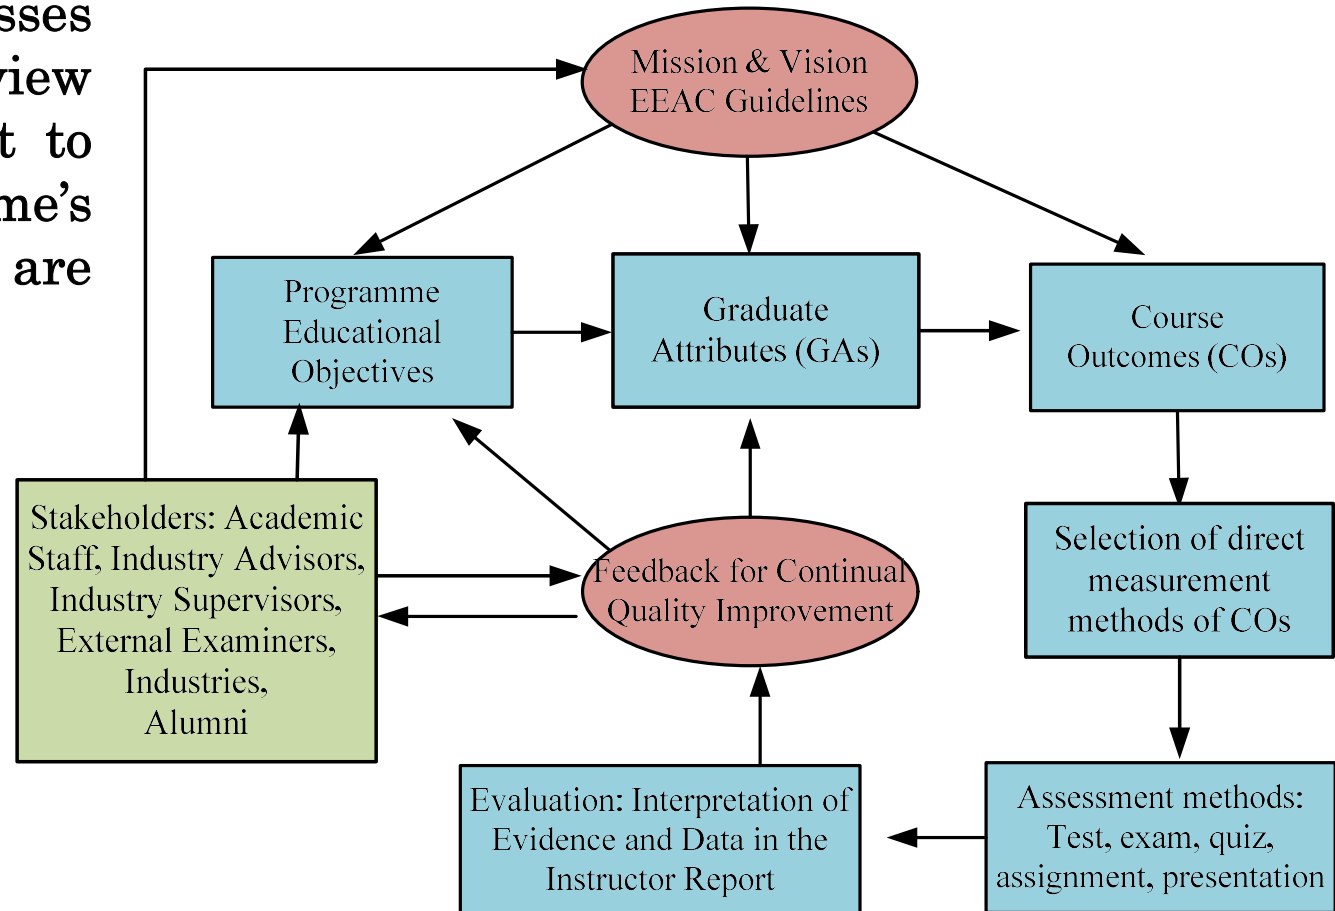 view
t to
are
Mission & Vision
EEAC Guidelines
Programme
Educational
Objectives
Graduate
Attributes (GAs)
Course
Outcomes (COs)
Stakeholders: Academic
Staff, Industry Advisors,
Industry Supervisors,
External Examiners,
Industries,
Alumni
Feedback for Continual
Quality Improvement
Selection of direct
measurement
methods of COs
Evaluation: Interpretation of
Evidence and Data in the
Instructor Report
Assessment methods:
Test, exam, quiz,
assignment, presentation